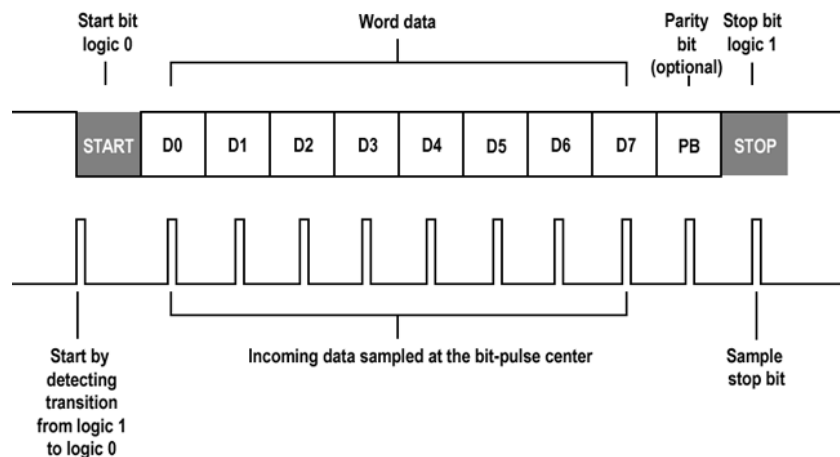 Start bit
logic 0
Word data
Parity
bit
(optional)
Stop bit
logic 1
START D0 D1 D2 D3 D4 D5 D6 D7 PB STOP
Start by
detecting
transition
from logic 1
to logic 0
Incoming data sampled at the bit-pulse center
Sample
stop bit